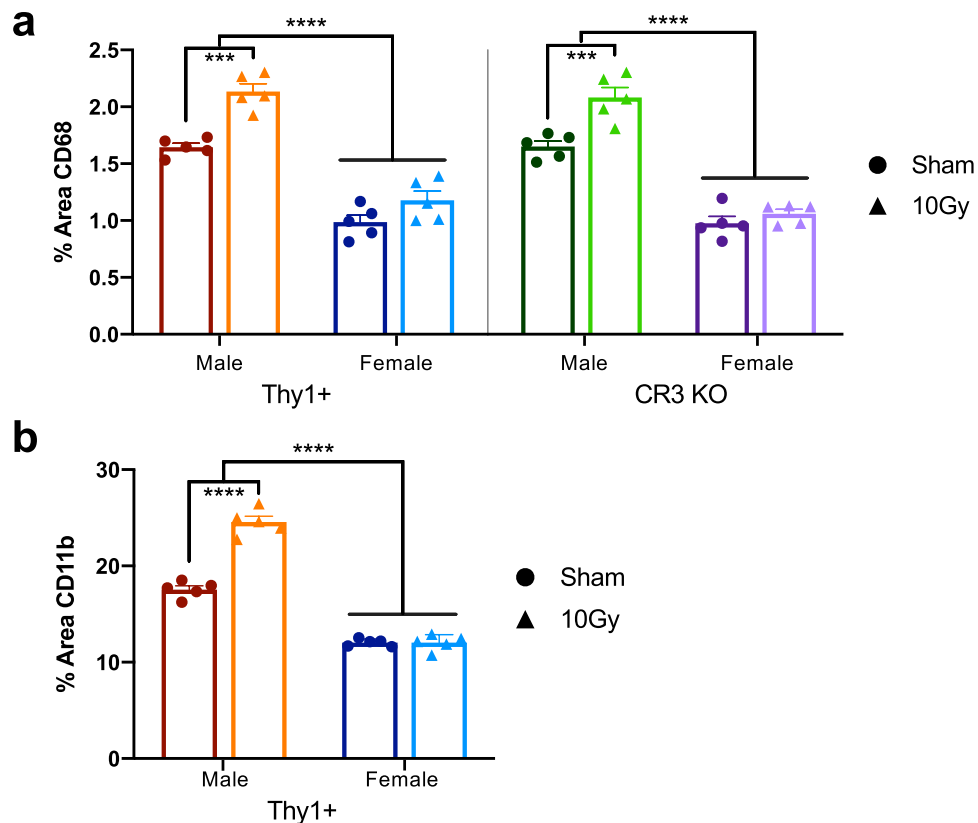 a
**** ****
2.5
*** ***
2.0
1.5
1.0
0.5
0.0
% Area CD68
Sham
10Gy
Male Female Male Female
Thy1+ CR3 KO
b
****
30
****
20
10
0
% Area CD11b
Sham
10Gy
Male Female
Thy1+